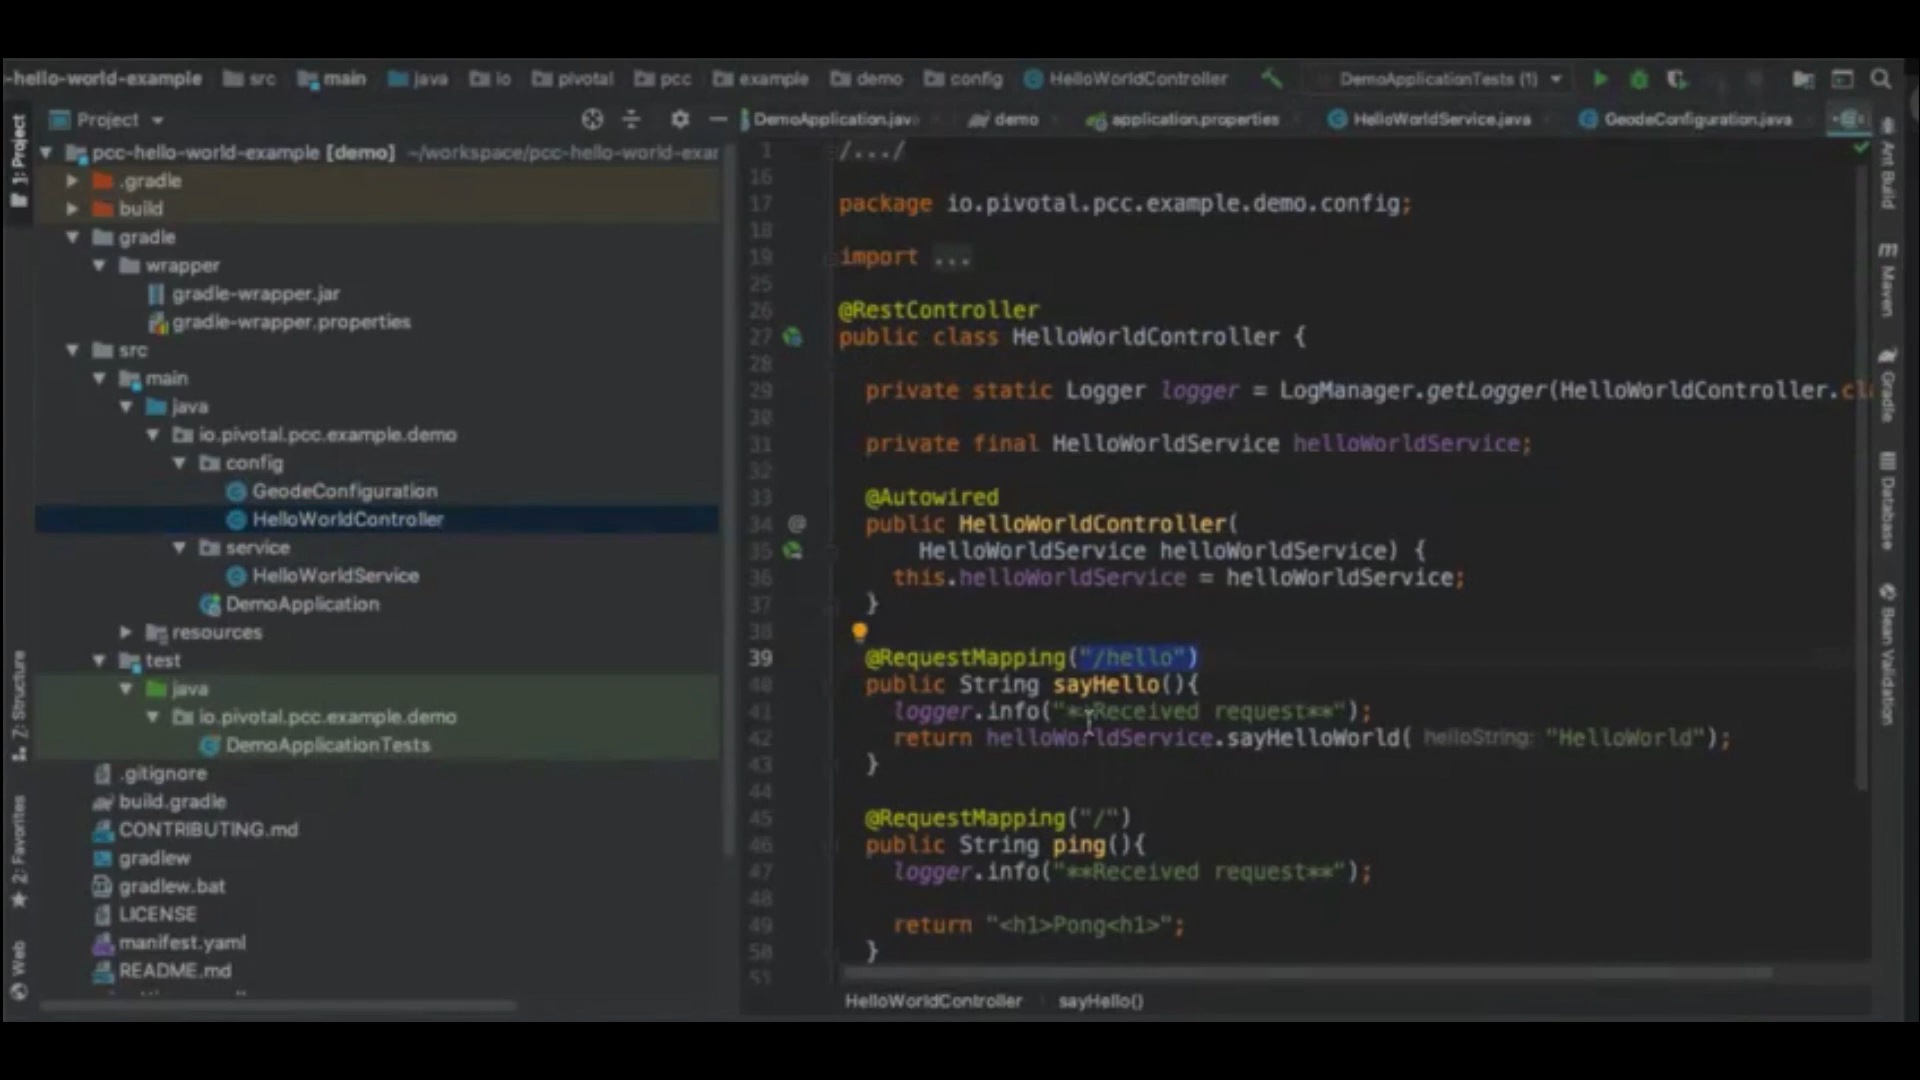 -hello-world-example src main java io pivotal pcc example demo config HelloWorldController DemoApplicationTests (1)
Project
DemoApplication.java demo application.properties HelloWorldService.java GeodeConfiguration.java
1: Project
7: Structure
2: Favorites
Web
pcc-hello-world-example [demo] ~/workspace/pcc-hello-world-exar
.gradle
build
gradle
wrapper
gradle-wrapper.jar
gradle-wrapper.properties
src
main
java
io.pivotal.pcc.example.demo
config
GeodeConfiguration
HelloWorldController
service
HelloWorldService
DemoApplication
resources
test
java
io.pivotal.pcc.example.demo
DemoApplicationTests
.gitignore
build.gradle
CONTRIBUTING.md
gradlew
gradlew.bat
LICENSE
manifest.yaml
README.md
1 /.../
16
17 package io.pivotal.pcc.example.demo.config;
18
19 import ...
25
26 @RestController
27 public class HelloWorldController {
28
29 private static Logger logger = LogManager.getLogger(HelloWorldController.cl
30
31 private final HelloWorldService helloWorldService;
32
33 @Autowired
34 @ public HelloWorldController(
35 HelloWorldService helloWorldService) {
36 this.helloWorldService = helloWorldService;
37 }
38
39 @RequestMapping("/hello")
40 public String sayHello(){
41 logger.info("**Received request**");
42 return helloWorldService.sayHelloWorld( helloString: "HelloWorld");
43 }
44
45 @RequestMapping("/")
46 public String ping(){
47 logger.info("**Received request**");
48
49 return "<h1>Pong<h1>";
50 }
51
HelloWorldController sayHello()
Ant Build
Maven
Gradle
Database
Bean Validation